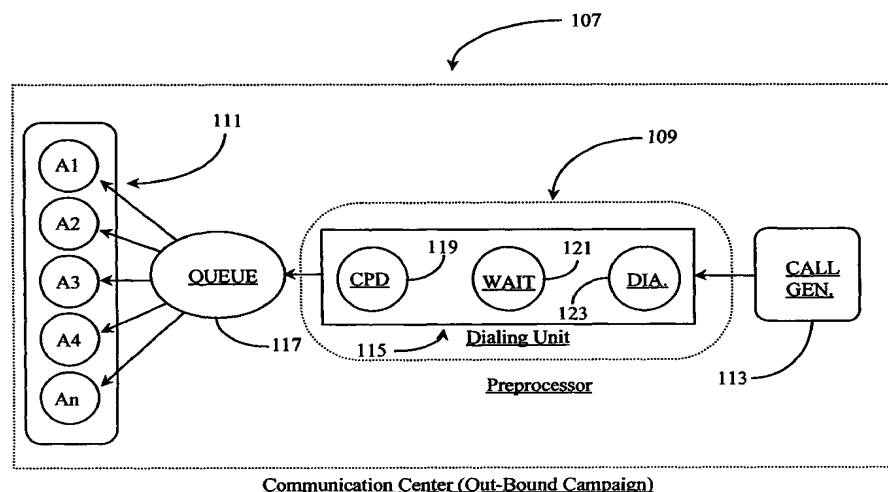 107
111
109
A1
A2
A3
A4
An
QUEUE
117
CPD
119
WAIT
121
DIA.
123
115
Dialing Unit
Preprocessor
CALL
GEN.
113
Communication Center (Out-Bound Campaign)